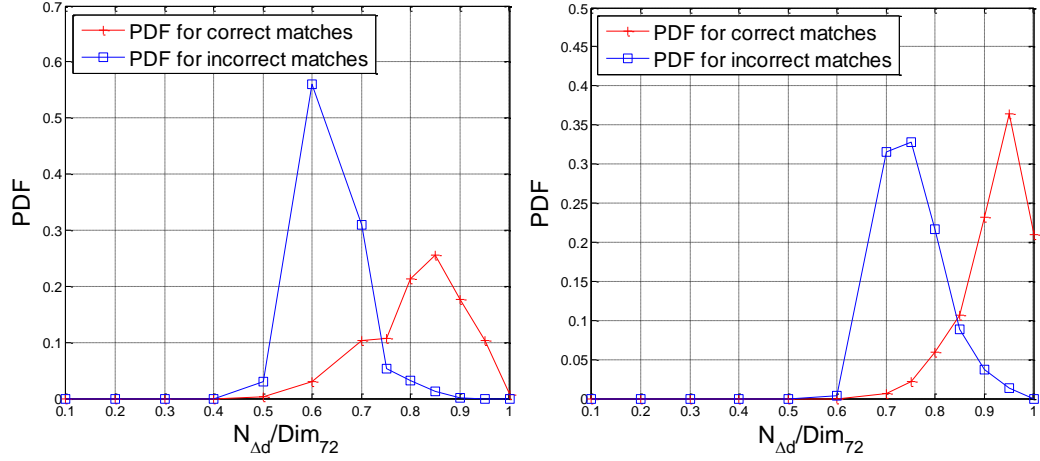 PDF for correct matches
PDF for incorrect matches
0.7
0.6
0.5
0.4
0.3
0.2
0.1
0
PDF
0.1 0.2 0.3 0.4 0.5 0.6 0.7 0.8 0.9 1
N_Δd/Dim_72
PDF for correct matches
PDF for incorrect matches
0.5
0.45
0.4
0.35
0.3
0.25
0.2
0.15
0.1
0.05
0
PDF
0.1 0.2 0.3 0.4 0.5 0.6 0.7 0.8 0.9 1
N_Δd/Dim_72